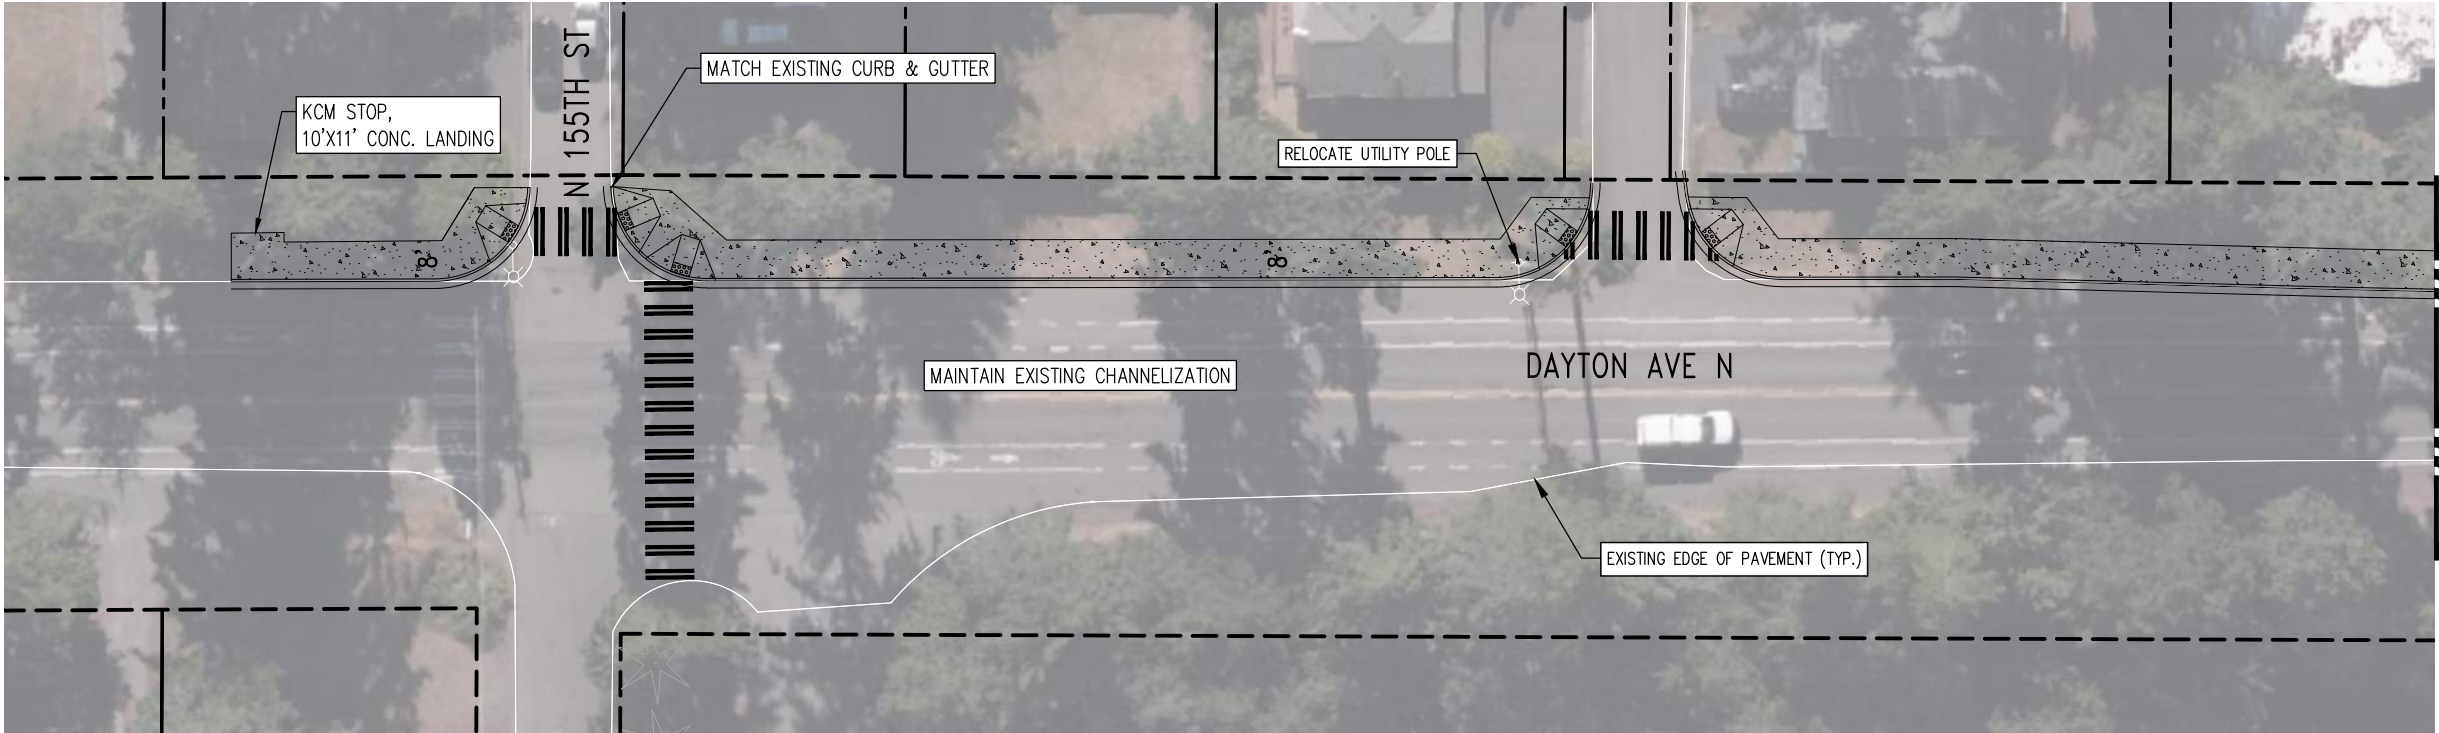 N 155TH ST
MATCH EXISTING CURB & GUTTER
KCM STOP,
10'X11' CONC. LANDING
RELOCATE UTILITY POLE
8'
8'
MAINTAIN EXISTING CHANNELIZATION
DAYTON AVE N
EXISTING EDGE OF PAVEMENT (TYP.)